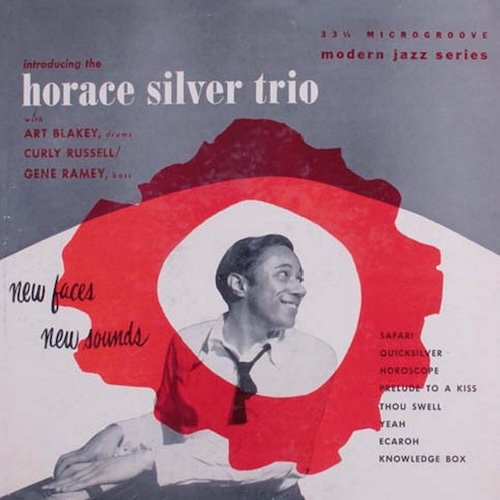 33⅓ MICROGROOVE
modern jazz series
introducing the
horace silver trio
with
ART BLAKEY, drums
CURLY RUSSELL/
GENE RAMEY, bass
new faces
new sounds
SAFARI
QUICKSILVER
HOROSCOPE
PRELUDE TO A KISS
THOU SWELL
YEAH
ECAROH
KNOWLEDGE BOX